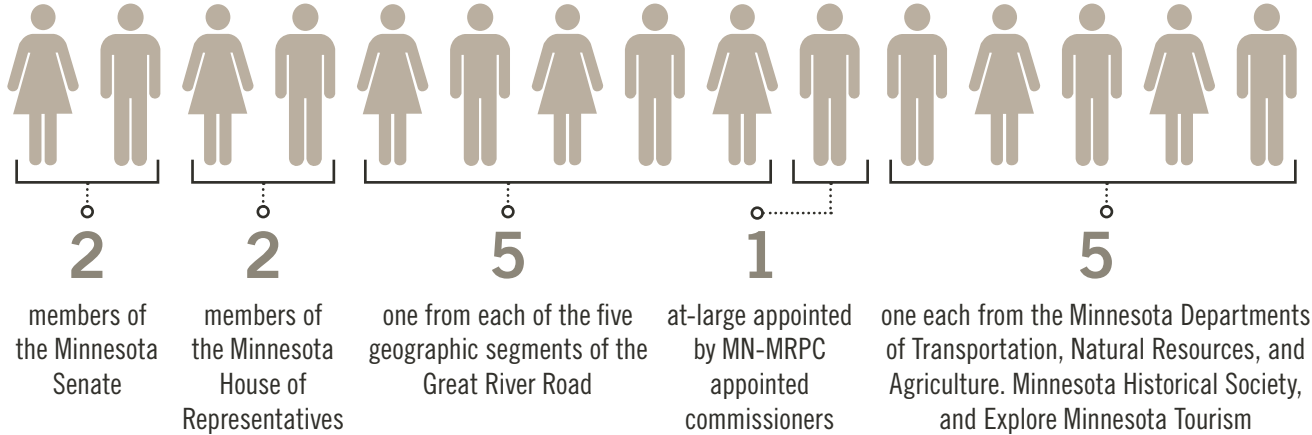 2
members of
the Minnesota
Senate
2
members of
the Minnesota
House of
Representatives
5
one from each of the five
geographic segments of the
Great River Road
1
at-large appointed
by MN-MRPC
appointed
commissioners
5
one each from the Minnesota Departments
of Transportation, Natural Resources, and
Agriculture. Minnesota Historical Society,
and Explore Minnesota Tourism